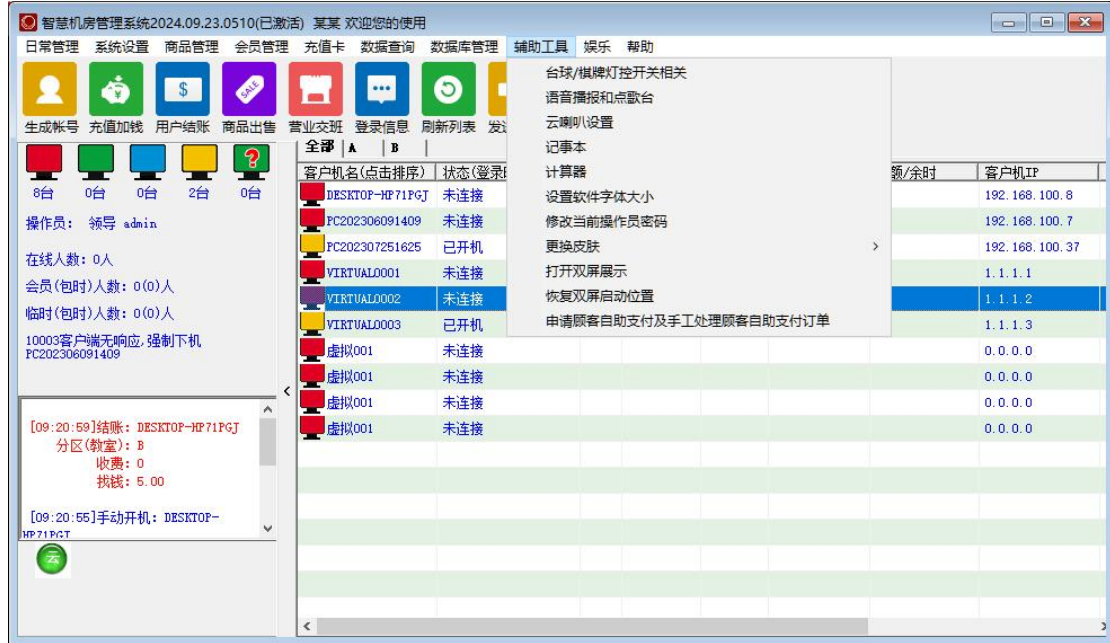 智慧机房管理系统2024.09.23.0510(已激活) 某某 欢迎您的使用
日常管理 系统设置 商品管理 会员管理 充值卡 数据查询 数据库管理 辅助工具 娱乐 帮助
生成帐号 充值加钱 用户结账 商品出售 营业交班 登录信息 刷新列表
SALE
台球/棋牌灯控开关相关
语音播报和点歌台
云喇叭设置
记事本
计算器
设置软件字体大小
修改当前操作员密码
更换皮肤 >
打开双屏展示
恢复双屏启动位置
申请顾客自助支付及手工处理顾客自助支付订单
8台 0台 0台 2台 0台
操作员: 领导 admin
在线人数: 0人
会员(包时)人数: 0(0)人
临时(包时)人数: 0(0)人
10003客户端无响应,强制下机
PC202306091409
[09:20:59]结账: DESKTOP-HP71PGJ
分区(教室): B
收费: 0
找钱: 5.00
[09:20:55]手动开机: DESKTOP-
HP71PGJ
云
全部 A B
客户机名(点击排序) 状态(登录 额/余时 客户机IP
DESKTOP-HP71PGJ 未连接 192.168.100.8
PC202306091409 未连接 192.168.100.7
PC202307251625 已开机 192.168.100.37
VIRTUAL0001 未连接 1.1.1.1
VIRTUAL0002 未连接 1.1.1.2
VIRTUAL0003 已开机 1.1.1.3
虚拟001 未连接 0.0.0.0
虚拟001 未连接 0.0.0.0
虚拟001 未连接 0.0.0.0
虚拟001 未连接 0.0.0.0